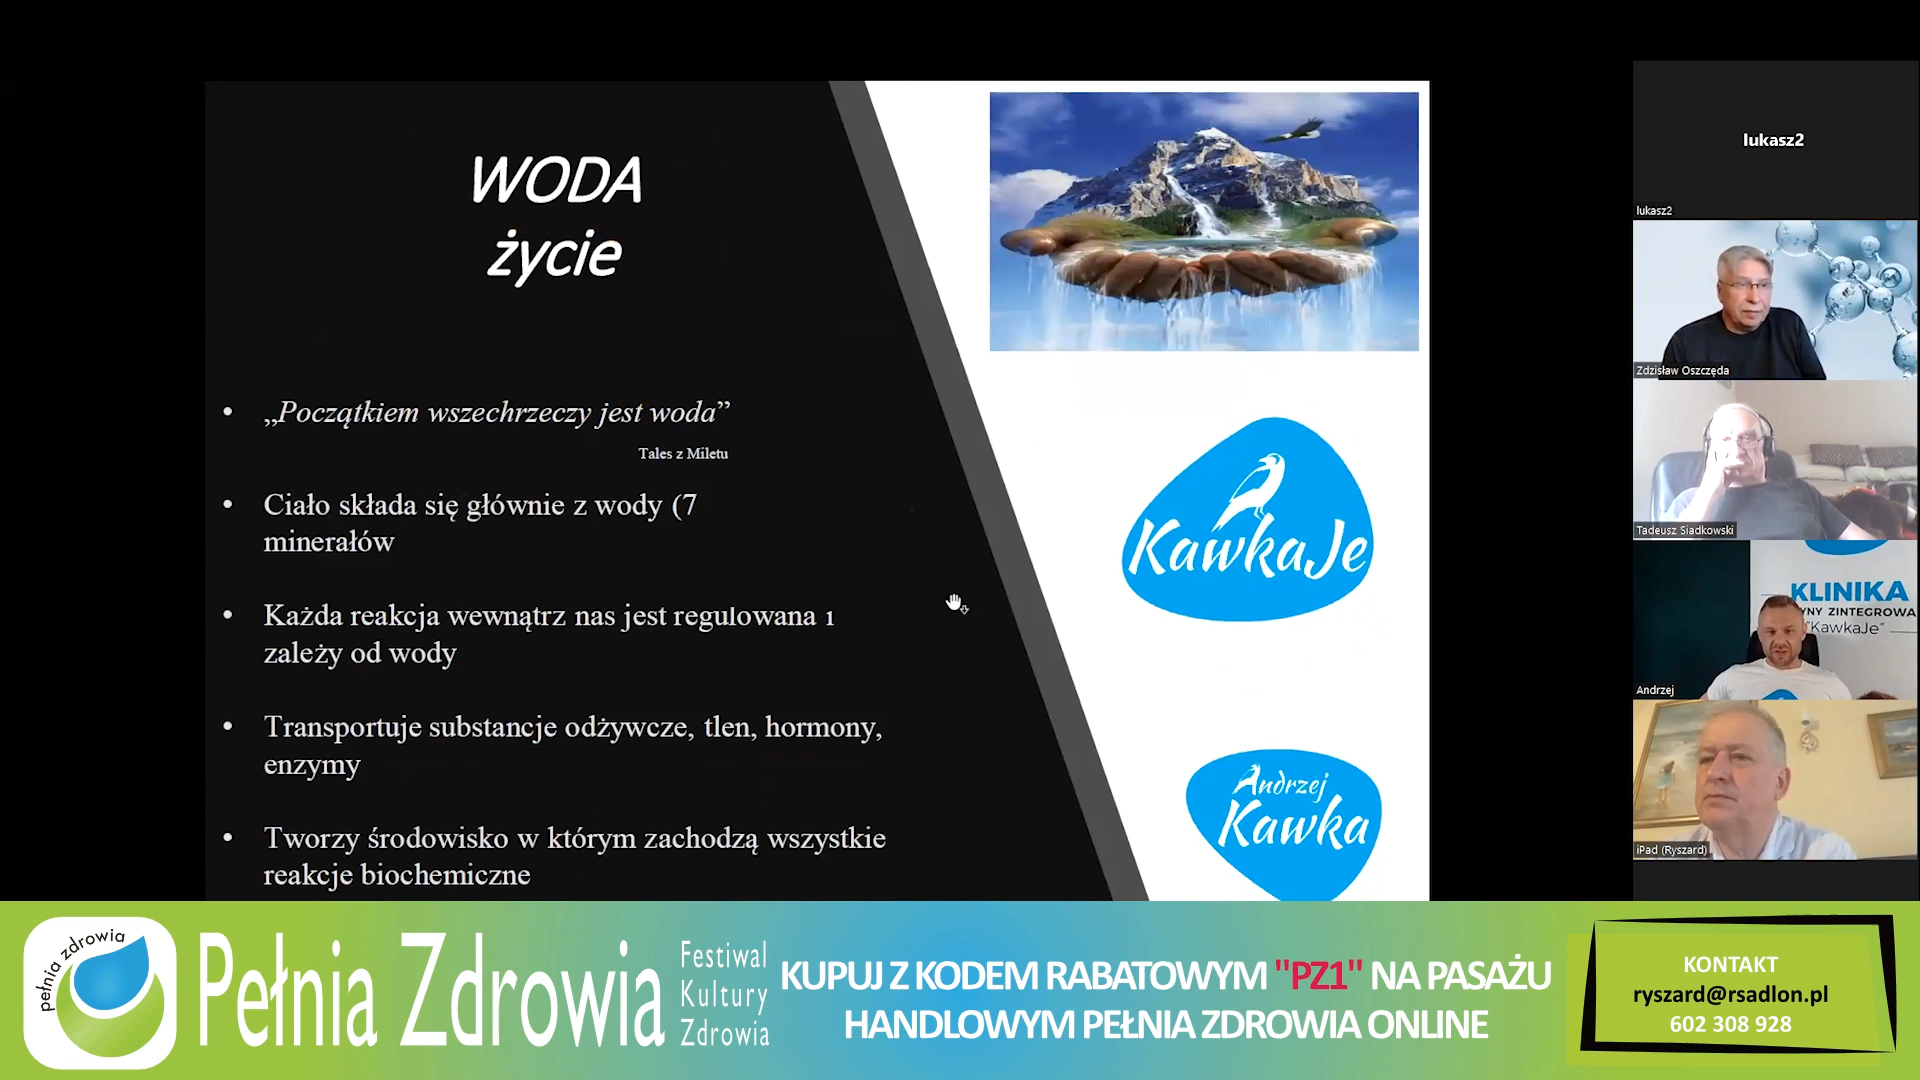 WODA
życie
„Początkiem wszechrzeczy jest woda”
Tales z Miletu
• Ciało składa się głównie z wody (7
minerałów
• Każda reakcja wewnątrz nas jest regulowana i
zależy od wody
• Transportuje substancje odżywcze, tlen, hormony,
enzymy
• Tworzy środowisko w którym zachodzą wszystkie
reakcje biochemiczne
KawkaJe
Andrzej
Kawka
lukasz2
lukasz2
Zdzisław Oszczęda
Tadeusz Siadkowski
KLINIKA
YNY ZINTEGROWA
"KawkaJe"
Andrzej
iPad (Ryszard)
pełnia zdrowia
Pełnia Zdrowia
Festiwal
Kultury
Zdrowia
KUPUJ Z KODEM RABATOWYM "PZ1" NA PASAŻU
HANDLOWYM PEŁNIA ZDROWIA ONLINE
KONTAKT
ryszard@rsadlon.pl
602 308 928